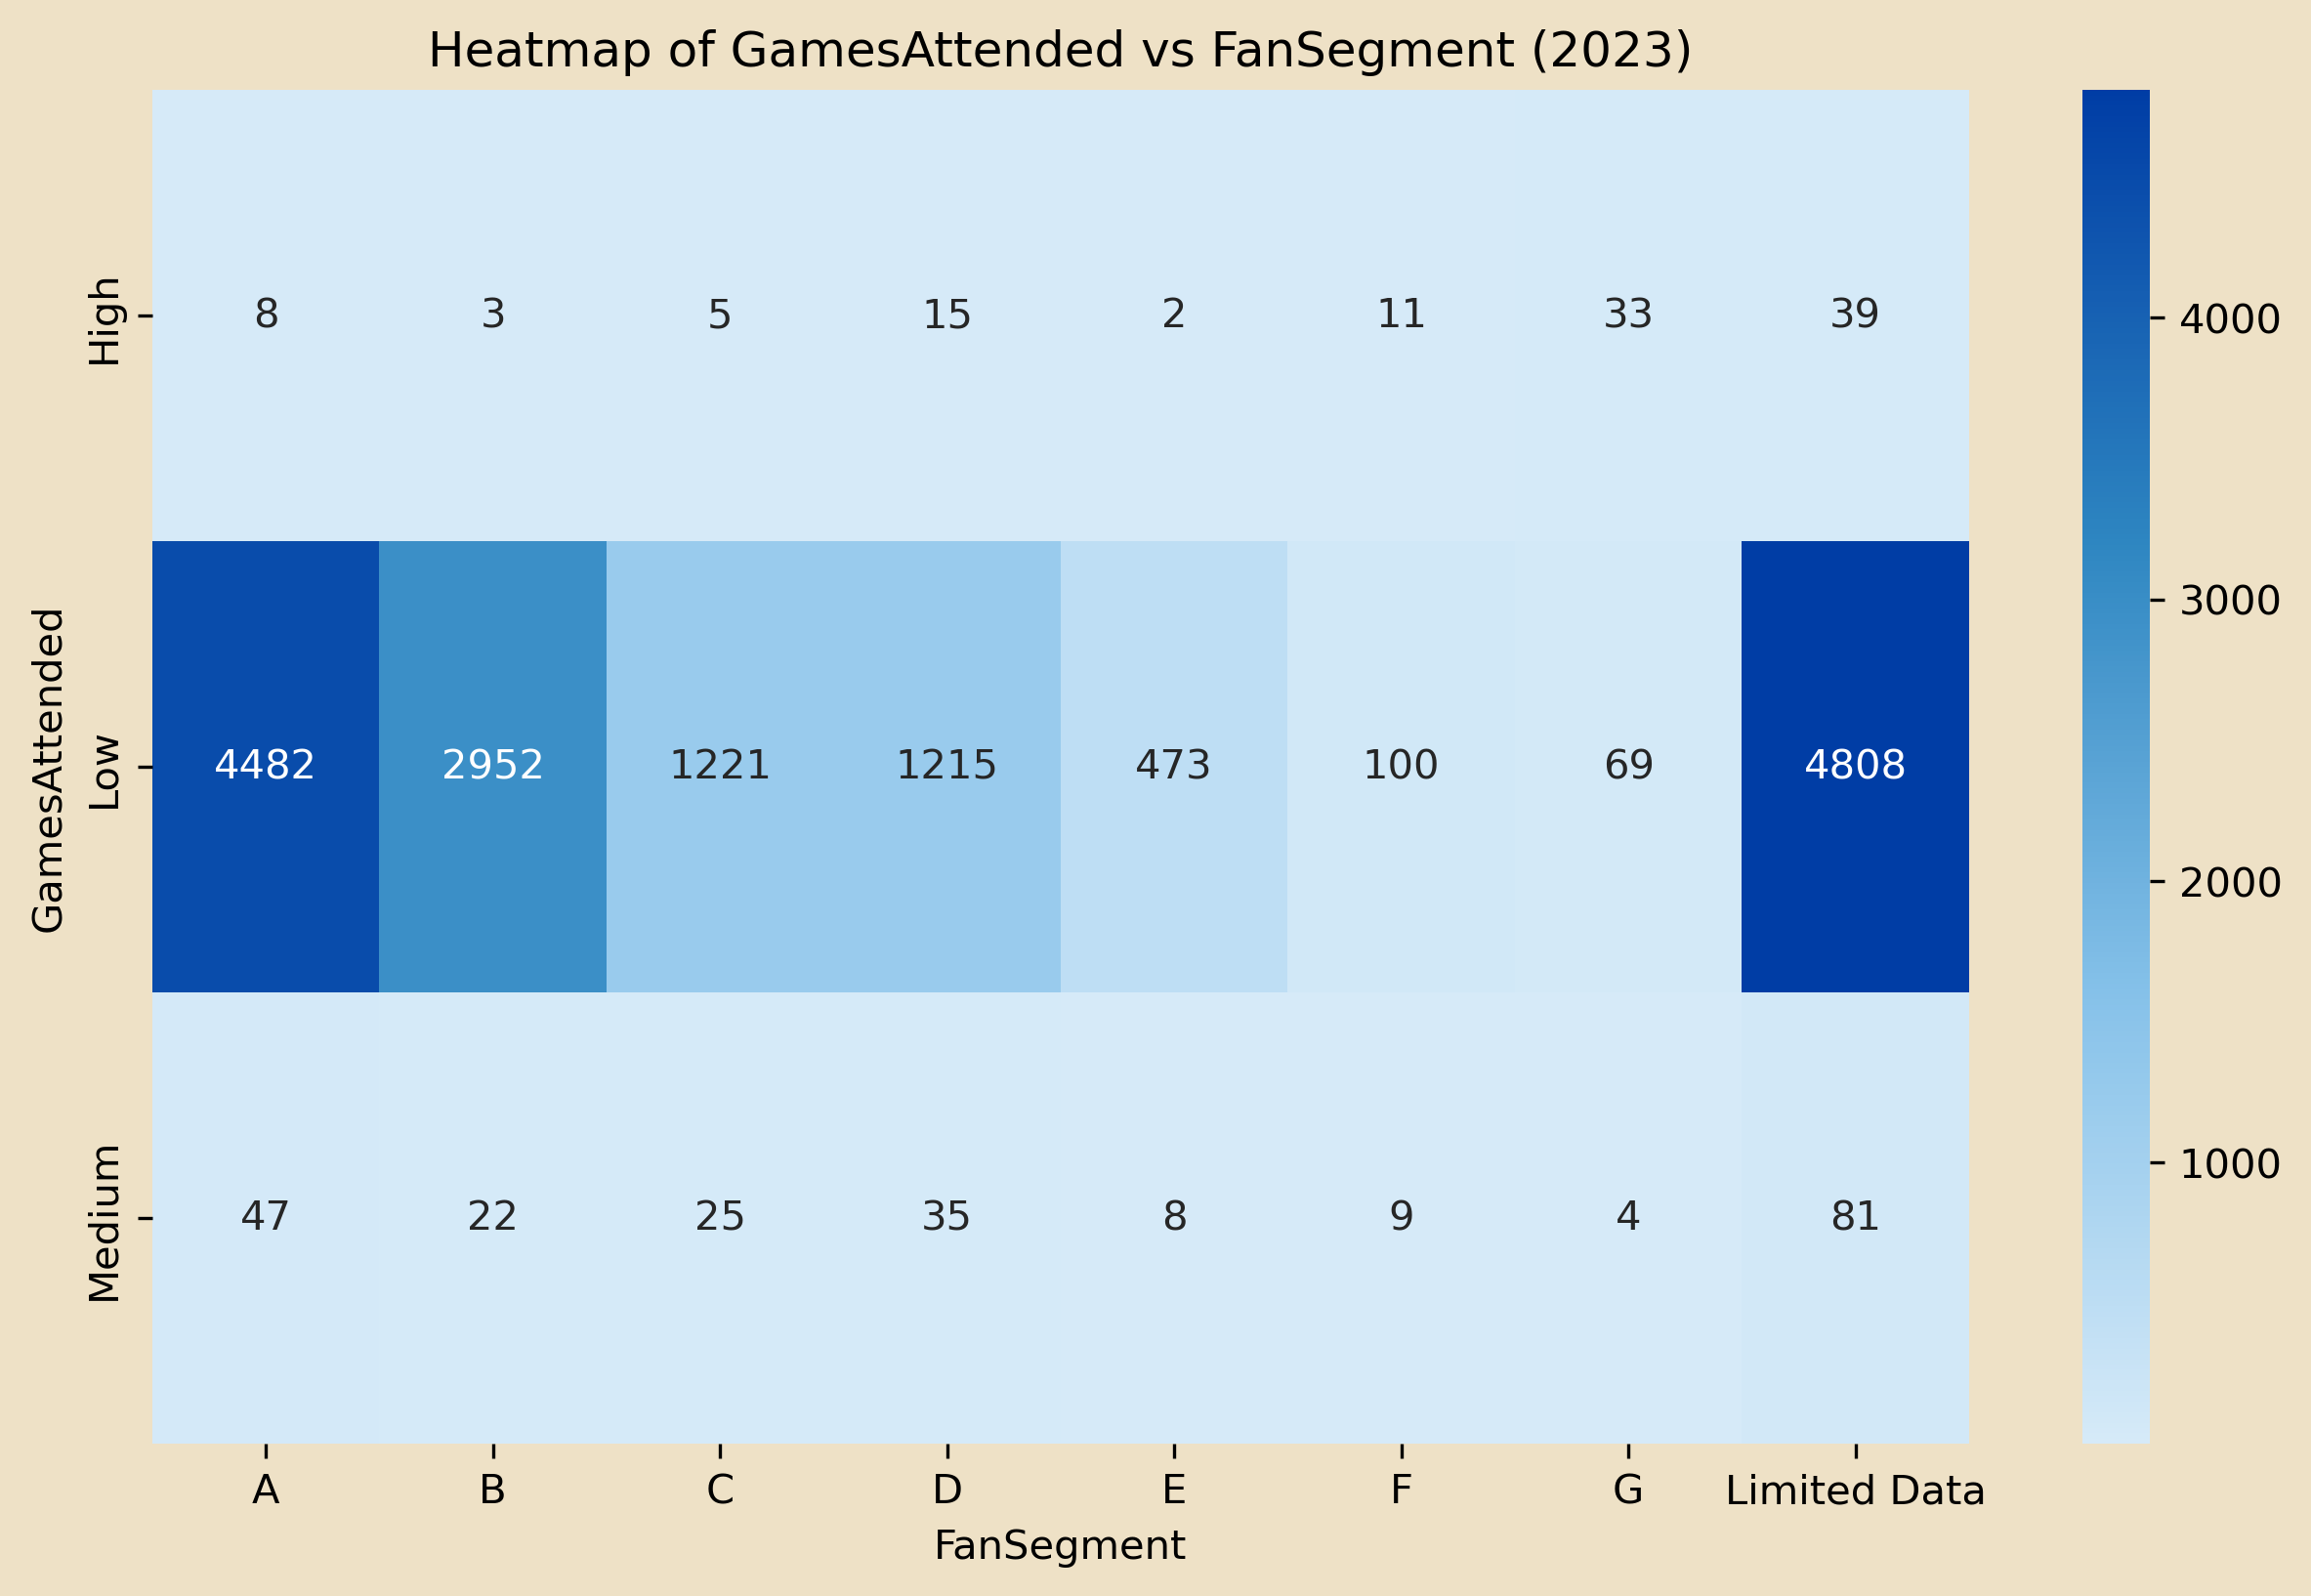 Heatmap of GamesAttended vs FanSegment (2023)
GamesAttended
High
8 3 5 15 2 11 33 39
Low
4482 2952 1221 1215 473 100 69 4808
Medium
47 22 25 35 8 9 4 81
A B C D E F G Limited Data
FanSegment
4000
3000
2000
1000